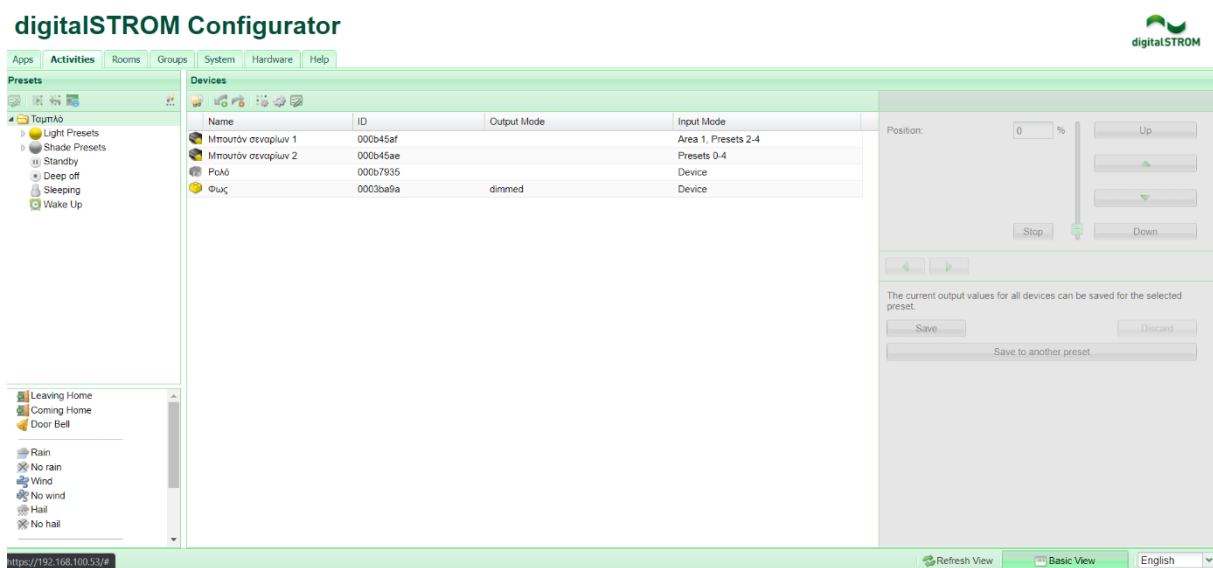 digitalSTROM Configurator
digitalSTROM
Apps Activities Rooms Groups System Hardware Help
Presets
Devices
Ταμπλό
Light Presets
Shade Presets
Standby
Deep off
Sleeping
Wake Up
Name ID Output Mode Input Mode
Μπουτόν σεναρίων 1 000b45af Area 1, Presets 2-4
Μπουτόν σεναρίων 2 000b45ae Presets 0-4
Ρολό 000b7935 Device
Φως 0003ba9a dimmed Device
Position: 0 % Up
Stop Down
The current output values for all devices can be saved for the selected
preset.
Save Discard
Save to another preset
Leaving Home
Coming Home
Door Bell
Rain
No rain
Wind
No wind
Hail
No hail
https://192.168.100.53/#
Refresh View Basic View English